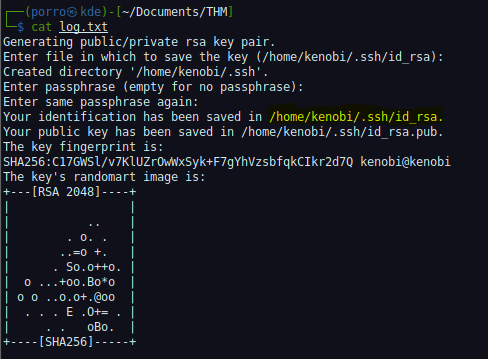 ┌──(porro㉿kde)-[~/Documents/THM]
└─$ cat log.txt
Generating public/private rsa key pair.
Enter file in which to save the key (/home/kenobi/.ssh/id_rsa):
Created directory '/home/kenobi/.ssh'.
Enter passphrase (empty for no passphrase):
Enter same passphrase again:
Your identification has been saved in /home/kenobi/.ssh/id_rsa.
Your public key has been saved in /home/kenobi/.ssh/id_rsa.pub.
The key fingerprint is:
SHA256:C17GWSl/v7KlUZrOwWxSyk+F7gYhVzsbfqkCIkr2d7Q kenobi@kenobi
The key's randomart image is:
+---[RSA 2048]----+
|                 |
|           ..    |
|        . o. .   |
|       ..=o +.   |
|      . So.o++o. |
|  o ...+oo.Bo*o  |
| o o ..o.o+.@oo  |
|  . . . E .O+= . |
|     . .   oBo.  |
+----[SHA256]-----+